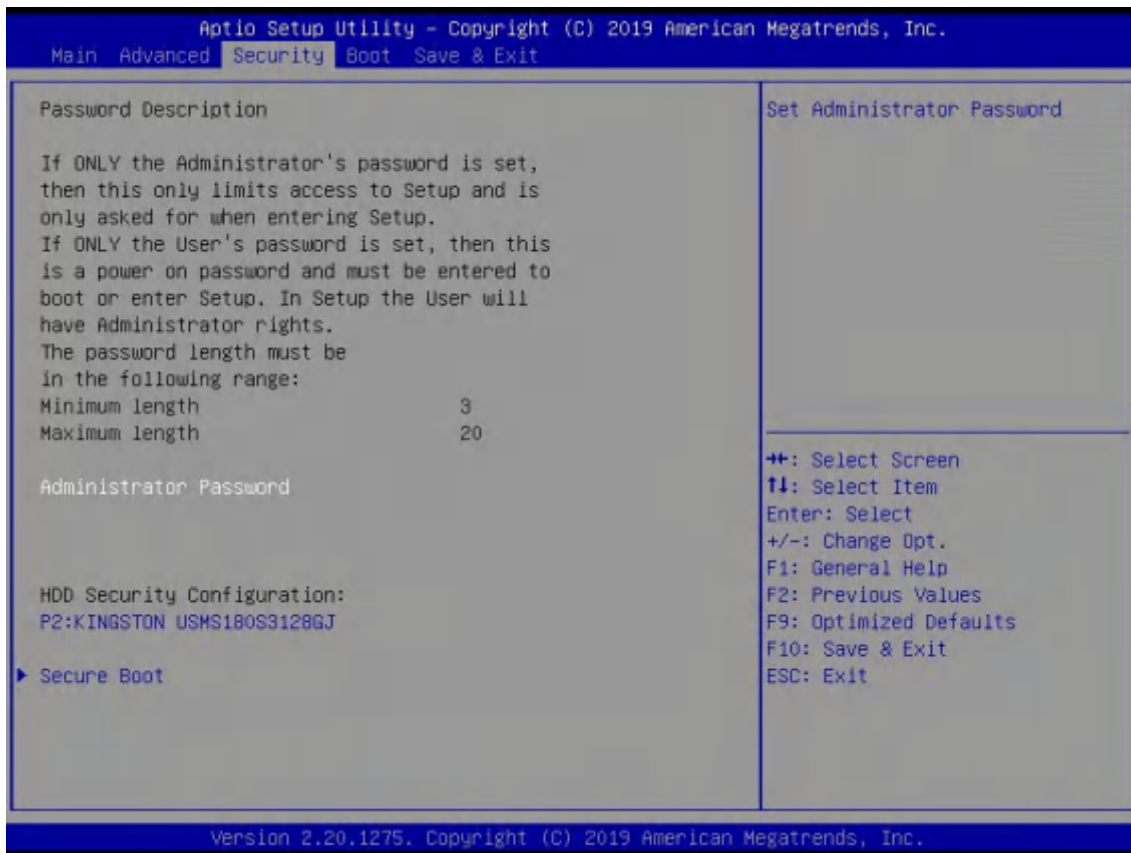 Aptio Setup Utility – Copyright (C) 2019 American Megatrends, Inc.
Main Advanced Security Boot Save & Exit
Password Description
If ONLY the Administrator's password is set,
then this only limits access to Setup and is
only asked for when entering Setup.
If ONLY the User's password is set, then this
is a power on password and must be entered to
boot or enter Setup. In Setup the User will
have Administrator rights.
The password length must be
in the following range:
Minimum length 3
Maximum length 20
Administrator Password
HDD Security Configuration:
P2:KINGSTON USMS180S3128GJ
▶ Secure Boot
Set Administrator Password
→←: Select Screen
↑↓: Select Item
Enter: Select
+/-: Change Opt.
F1: General Help
F2: Previous Values
F9: Optimized Defaults
F10: Save & Exit
ESC: Exit
Version 2.20.1275. Copyright (C) 2019 American Megatrends, Inc.